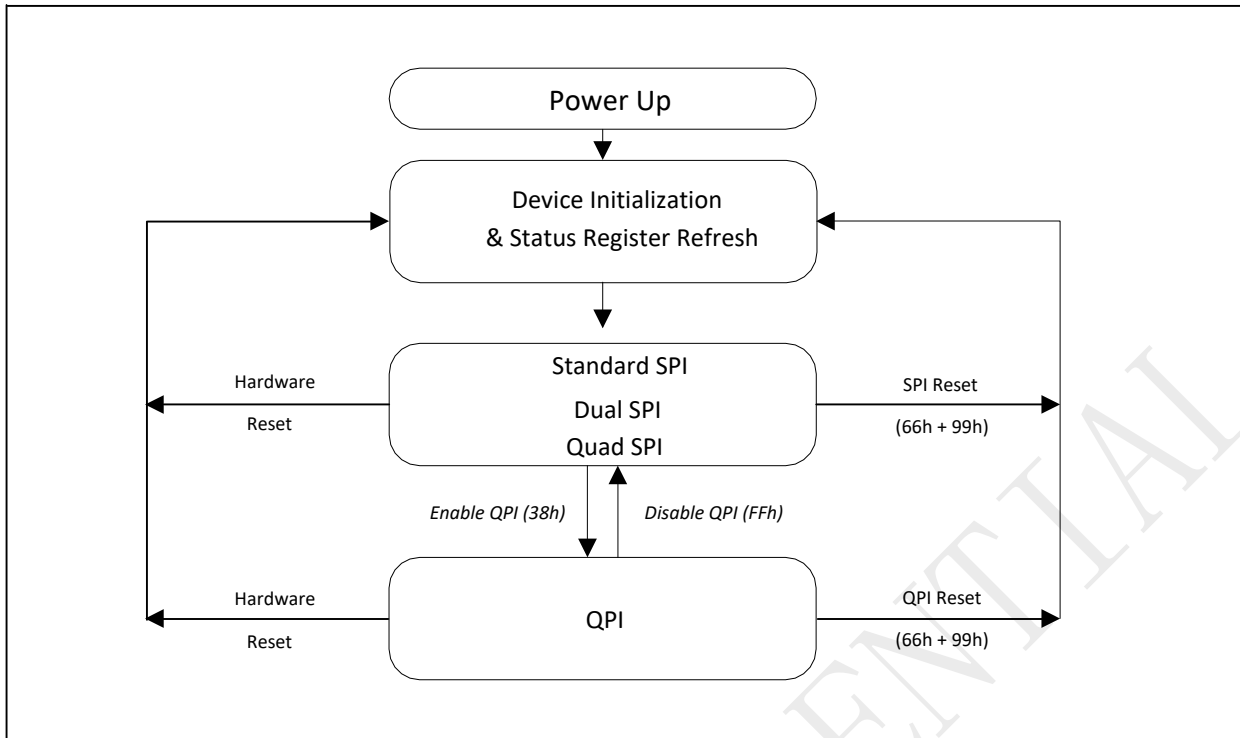 Power Up
Device Initialization
& Status Register Refresh
Standard SPI
Dual SPI
Quad SPI
Hardware
Reset
SPI Reset
(66h + 99h)
Enable QPI (38h)
Disable QPI (FFh)
QPI
Hardware
Reset
QPI Reset
(66h + 99h)
ENTIAL